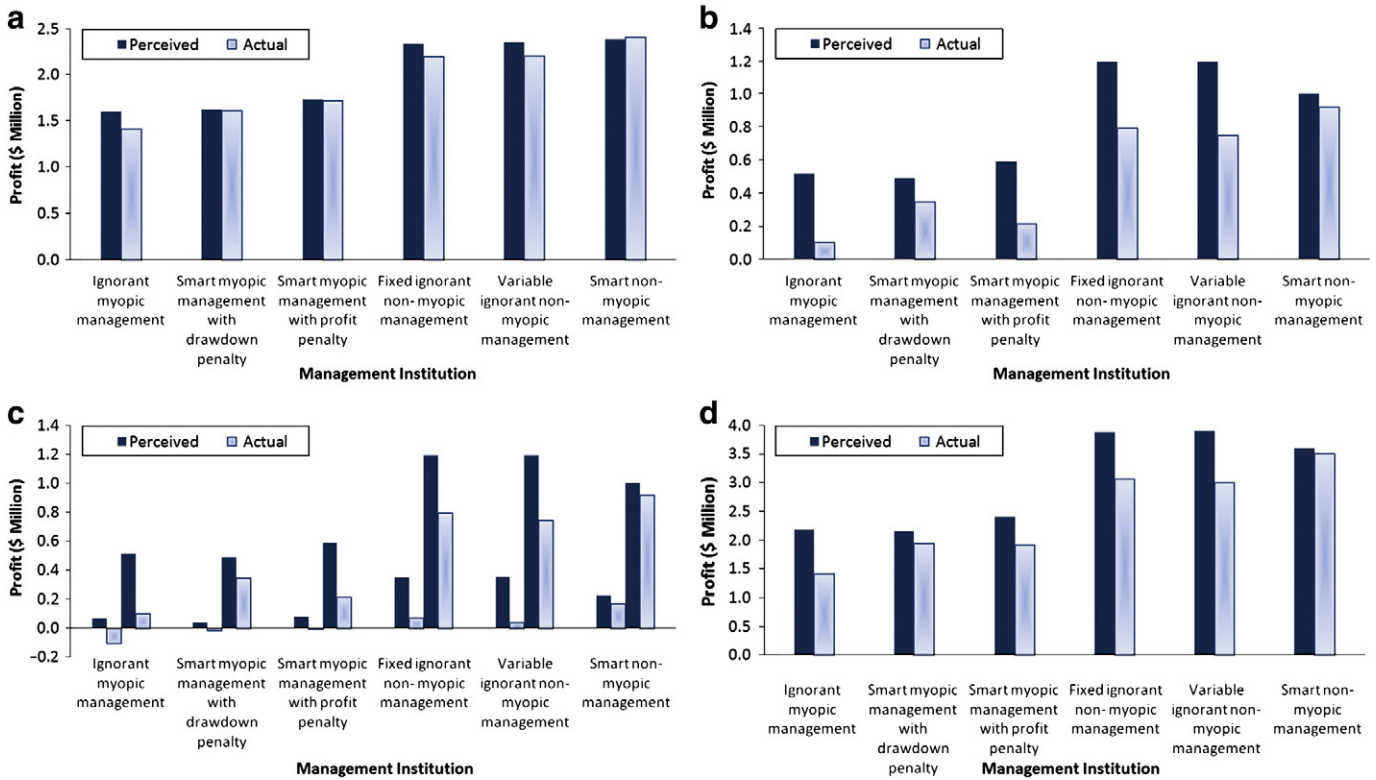 a
Perceived Actual
Profit ($ Million)
2.5
2.0
1.5
1.0
0.5
0.0
Ignorant
myopic
management
Smart myopic
management
with
drawdown
penalty
Smart myopic
management
with profit
penalty
Fixed ignorant
non- myopic
management
Variable
ignorant non-
myopic
management
Smart non-
myopic
management
Management Institution
b
Perceived Actual
Profit ($ Million)
1.4
1.2
1.0
0.8
0.6
0.4
0.2
0.0
Ignorant
myopic
management
Smart myopic
management
with
drawdown
penalty
Smart myopic
management
with profit
penalty
Fixed ignorant
non- myopic
management
Variable
ignorant non-
myopic
management
Smart non-
myopic
management
Management Institution
c
Perceived Actual
Profit ($ Million)
1.4
1.2
1.0
0.8
0.6
0.4
0.2
0.0
−0.2
Ignorant
myopic
management
Smart myopic
management
with
drawdown
penalty
Smart myopic
management
with profit
penalty
Fixed ignorant
non- myopic
management
Variable
ignorant non-
myopic
management
Smart non-
myopic
management
Management Institution
d
Perceived Actual
Profit ($ Million)
4.0
3.5
3.0
2.5
2.0
1.5
1.0
0.5
0.0
Ignorant
myopic
management
Smart myopic
management
with
drawdown
penalty
Smart myopic
management
with profit
penalty
Fixed ignorant
non- myopic
management
Variable
ignorant non-
myopic
management
Smart non-
myopic
management
Management Institution